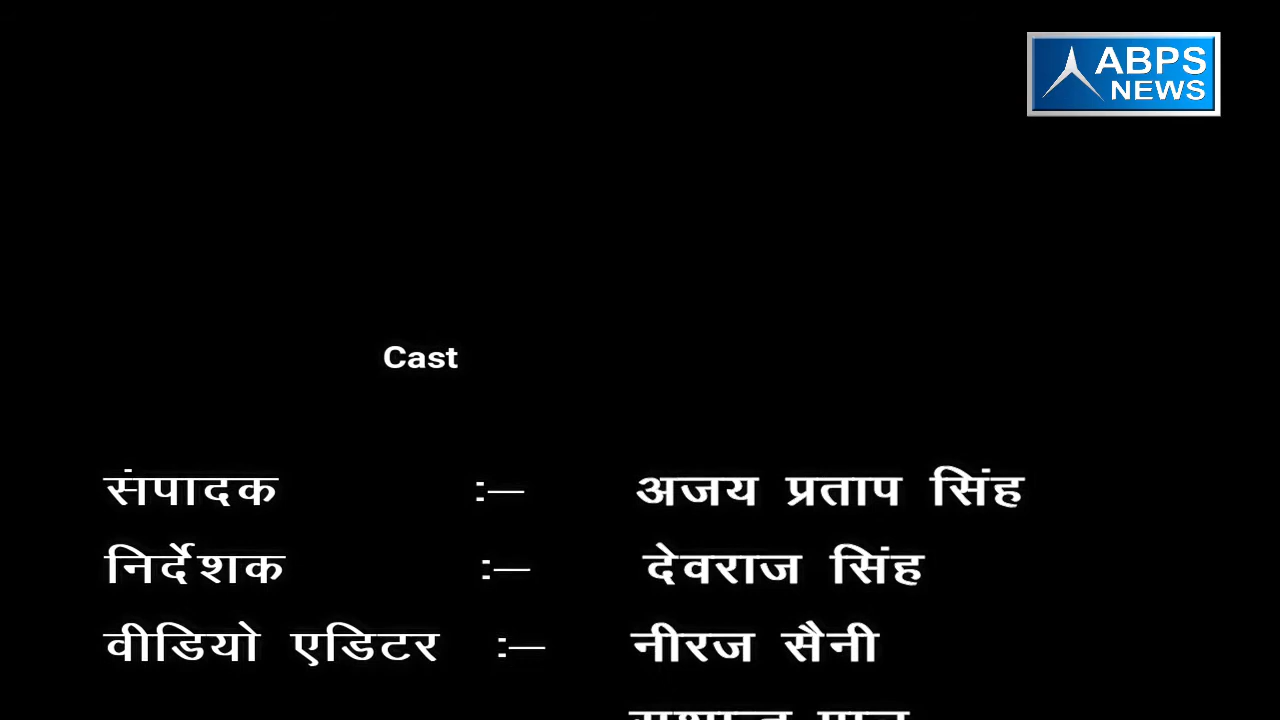 ABPS
NEWS
Cast
संपादक :— अजय प्रताप सिंह
निर्देशक :— देवराज सिंह
वीडियो एडिटर :— नीरज सैनी